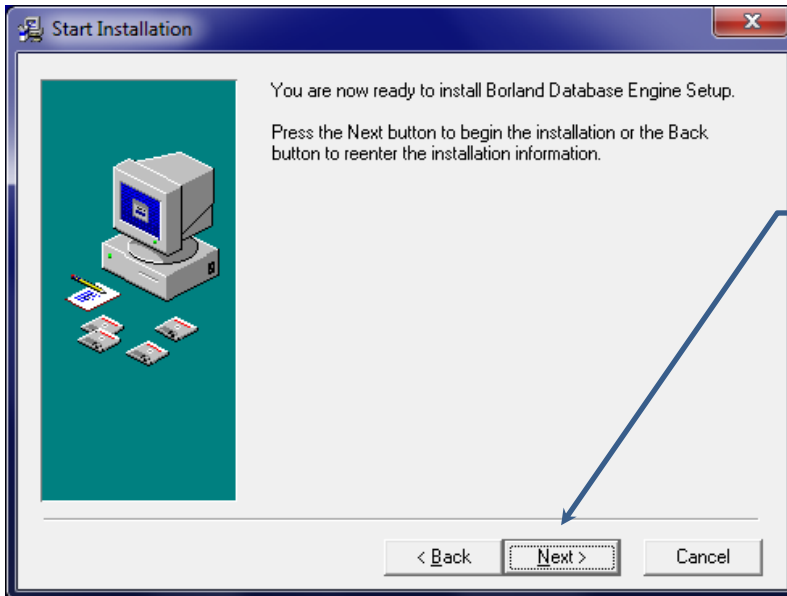 Start Installation
You are now ready to install Borland Database Engine Setup.
Press the Next button to begin the installation or the Back
button to reenter the installation information.
< Back
Next >
Cancel